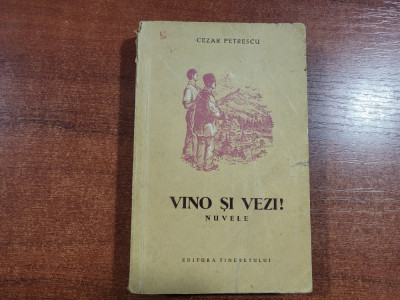 CEZAR PETRESCU
VINO ȘI VEZI!
NUVELE
EDITURA TINERETULUI